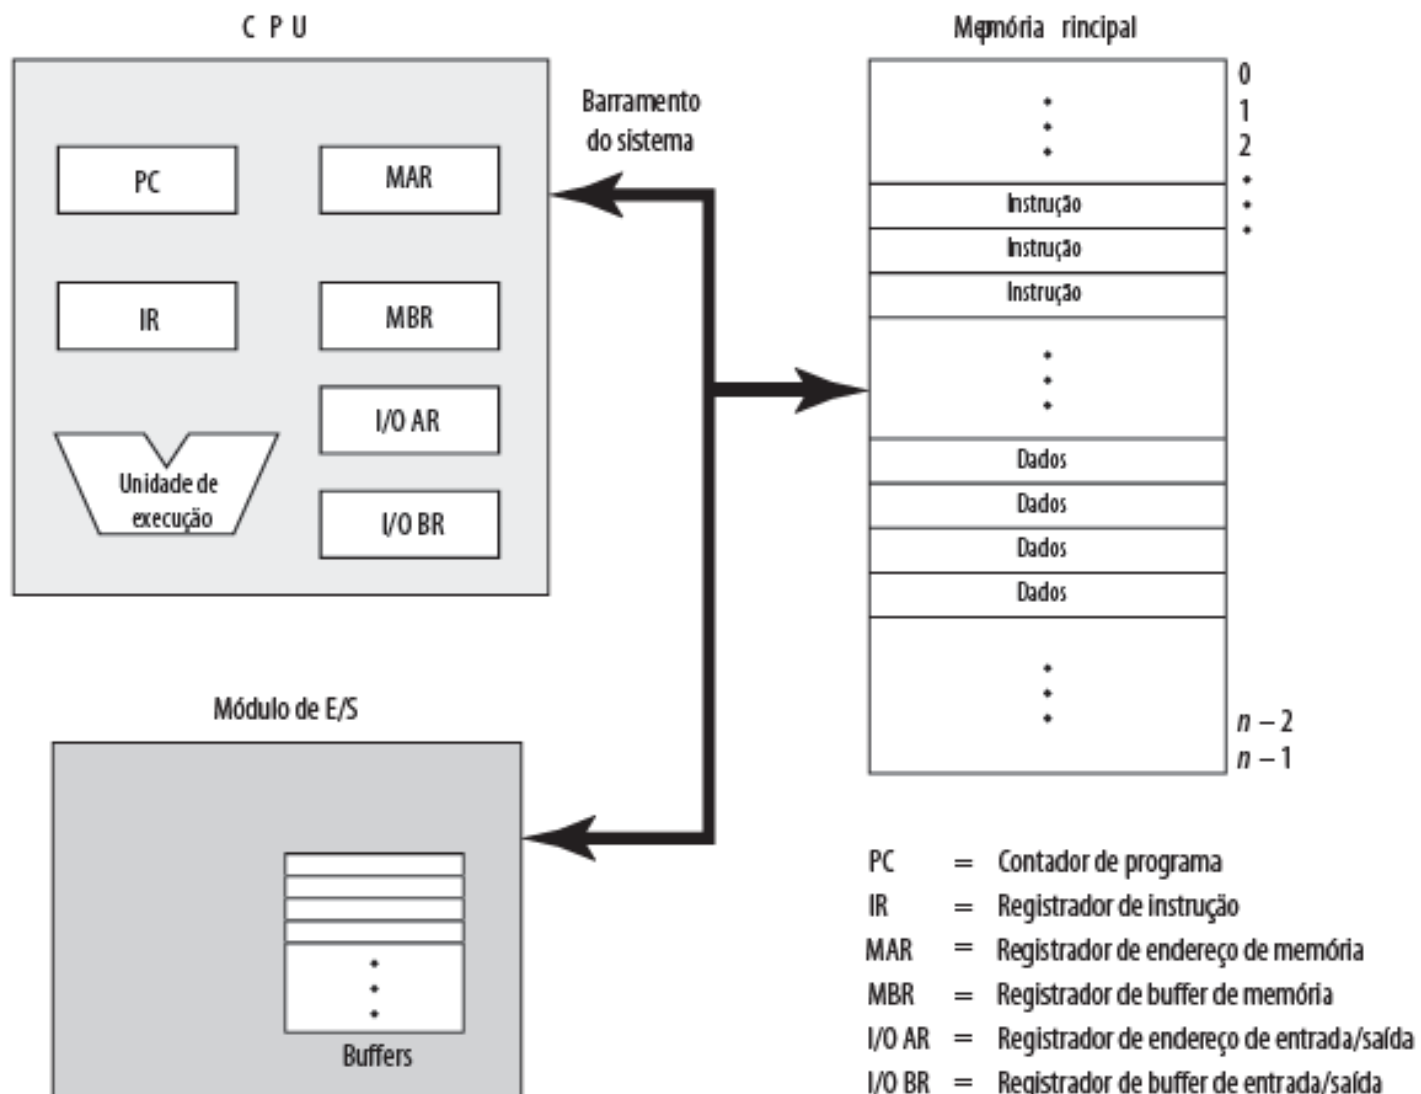 C P U
PC
MAR
IR
MBR
I/O AR
Unidade de
execução
I/O BR
Barramento
do sistema
Mepmória rincipal
0
1
2
Instrução
Instrução
Instrução
Dados
Dados
Dados
Dados
n – 2
n – 1
Módulo de E/S
Buffers
PC = Contador de programa
IR = Registrador de instrução
MAR = Registrador de endereço de memória
MBR = Registrador de buffer de memória
I/O AR = Registrador de endereço de entrada/saída
I/O BR = Registrador de buffer de entrada/saída